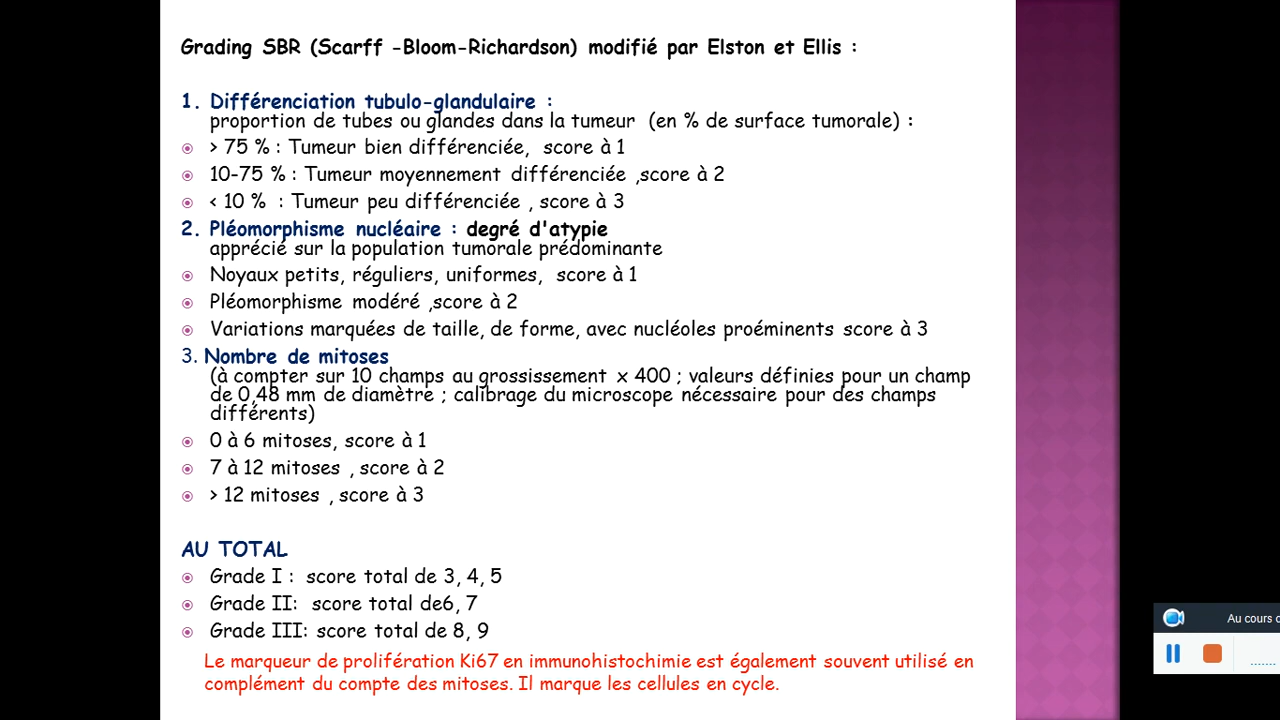 Grading SBR (Scarff -Bloom-Richardson) modifié par Elston et Ellis :
1. Différenciation tubulo-glandulaire :
proportion de tubes ou glandes dans la tumeur (en % de surface tumorale) :
> 75 % : Tumeur bien différenciée, score à 1
10-75 % : Tumeur moyennement différenciée ,score à 2
< 10 % : Tumeur peu différenciée , score à 3
2. Pléomorphisme nucléaire : degré d'atypie
apprécié sur la population tumorale prédominante
Noyaux petits, réguliers, uniformes, score à 1
Pléomorphisme modéré ,score à 2
Variations marquées de taille, de forme, avec nucléoles proéminents score à 3
3. Nombre de mitoses
(à compter sur 10 champs au grossissement x 400 ; valeurs définies pour un champ
de 0,48 mm de diamètre ; calibrage du microscope nécessaire pour des champs
différents)
0 à 6 mitoses, score à 1
7 à 12 mitoses , score à 2
> 12 mitoses , score à 3
AU TOTAL
Grade I : score total de 3, 4, 5
Grade II: score total de6, 7
Grade III: score total de 8, 9
Le marqueur de prolifération Ki67 en immunohistochimie est également souvent utilisé en
complément du compte des mitoses. Il marque les cellules en cycle.
Au cours